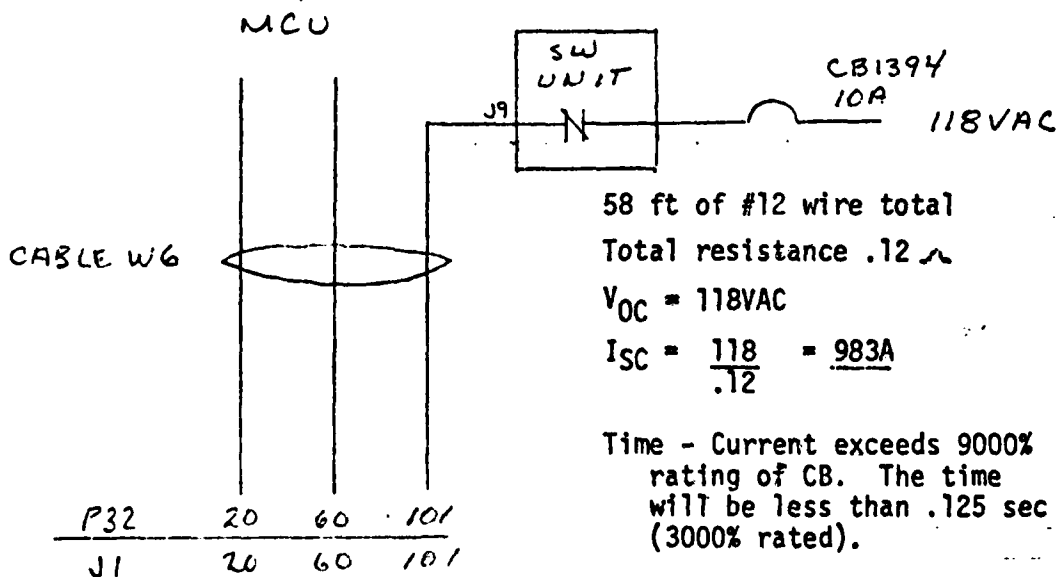 MCU
SW
UNIT
J9
CB1394
10A
118VAC
58 ft of #12 wire total
Total resistance .12 Ω
CABLE W6
VOC = 118VAC
ISC = 118 = 983A
.12
Time - Current exceeds 9000%
rating of CB. The time
will be less than .125 sec
(3000% rated).
P32 20 60 101
J1 20 60 101